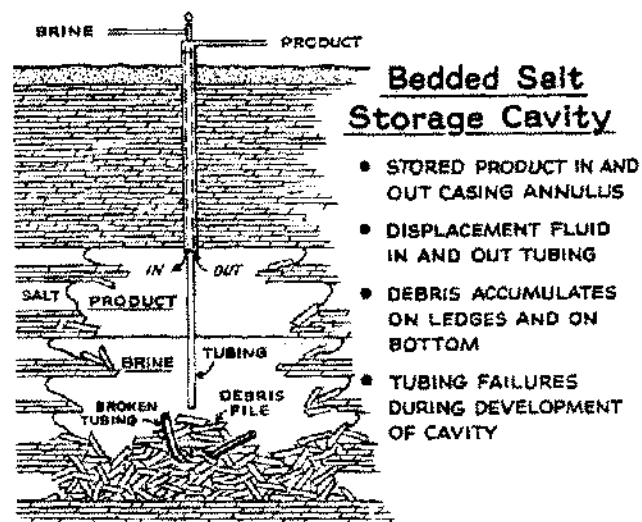 BRINE
PRODUCT
Bedded Salt
Storage Cavity
• STORED PRODUCT IN AND
OUT CASING ANNULUS
• DISPLACEMENT FLUID
IN AND OUT TUBING
• DEBRIS ACCUMULATES
ON LEDGES AND ON
BOTTOM
• TUBING FAILURES
DURING DEVELOPMENT
OF CAVITY
IN OUT
SALT
PRODUCT
BRINE
TUBING
BROKEN
TUBING
DEBRIS
PILE